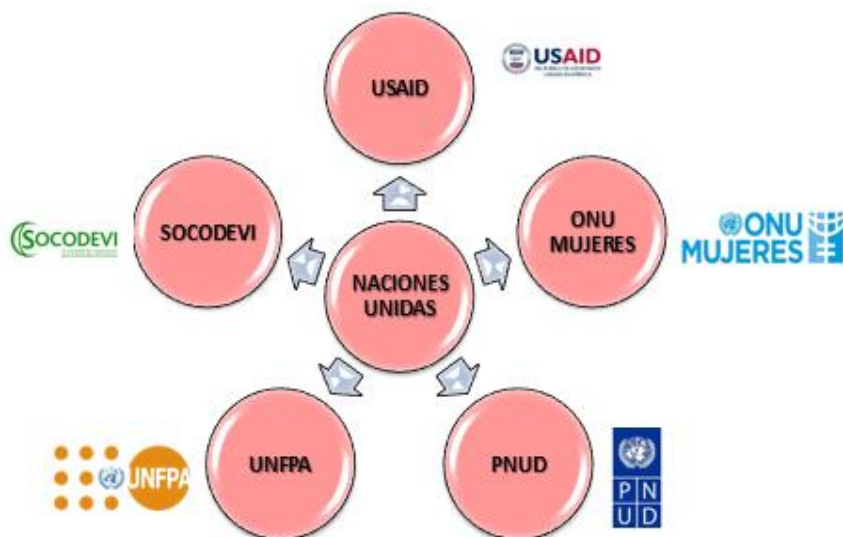 USAID
USAID
SOCODEVI
SOCODEVI
ONU
MUJERES
ONU
MUJERES
NACIONES
UNIDAS
UNFPA
UNFPA
PNUD
P N
U D